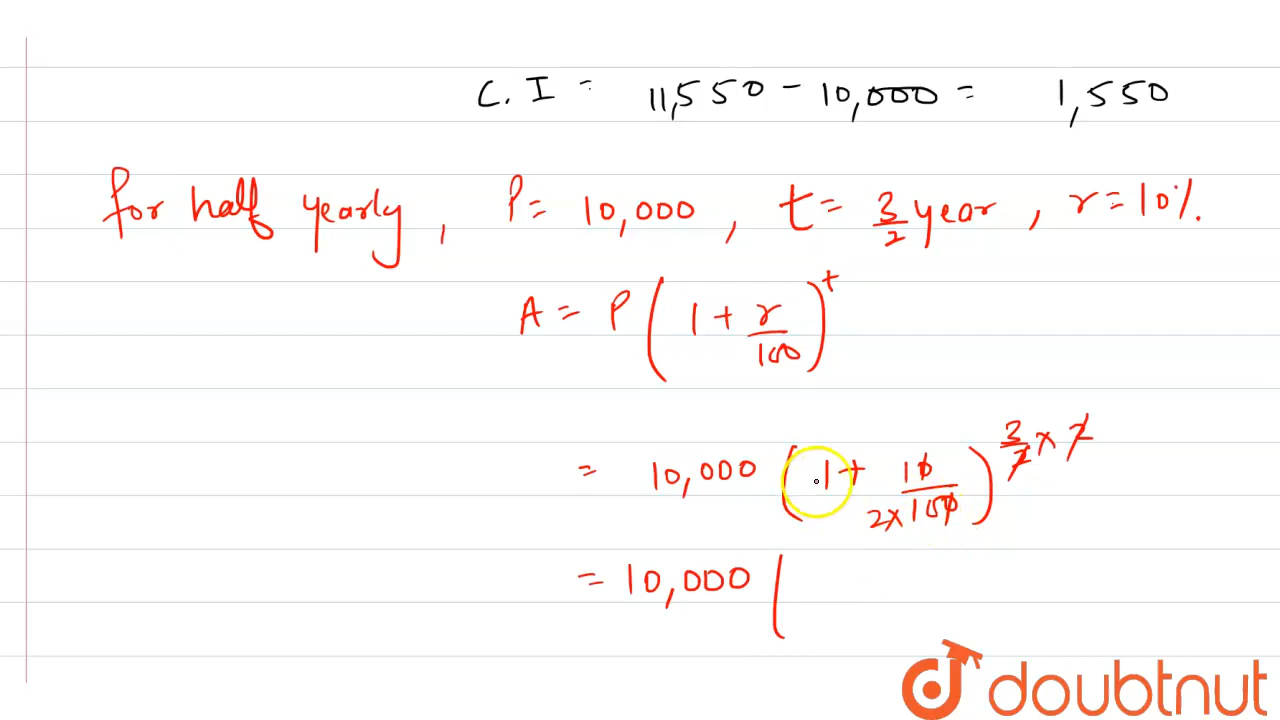 C. I = 11,550 - 10,000 = 1,550
for half yearly, P= 10,000, t= 3/2 year, r=10%.
A = P ( 1 + r/100 )^t
= 10,000 ( 1 + 10/2×100 )^3/2 × 2
= 10,000 (
doubtnut